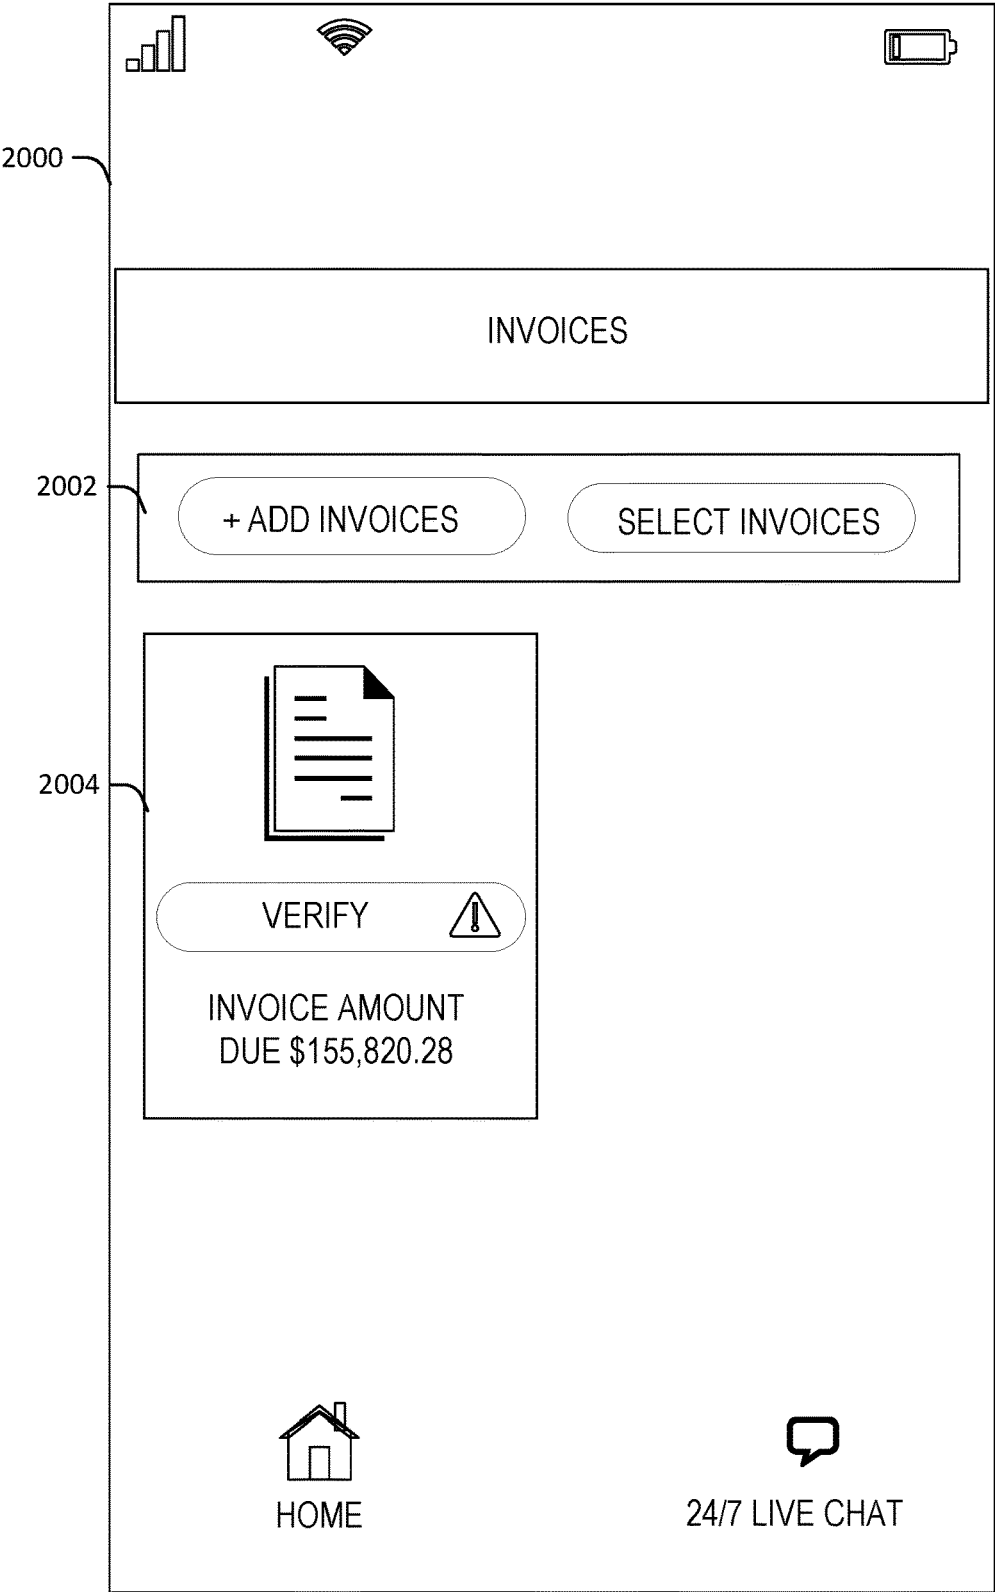 2000
INVOICES
2002
+ ADD INVOICES
SELECT INVOICES
2004
VERIFY
INVOICE AMOUNT
DUE $155,820.28
HOME
24/7 LIVE CHAT